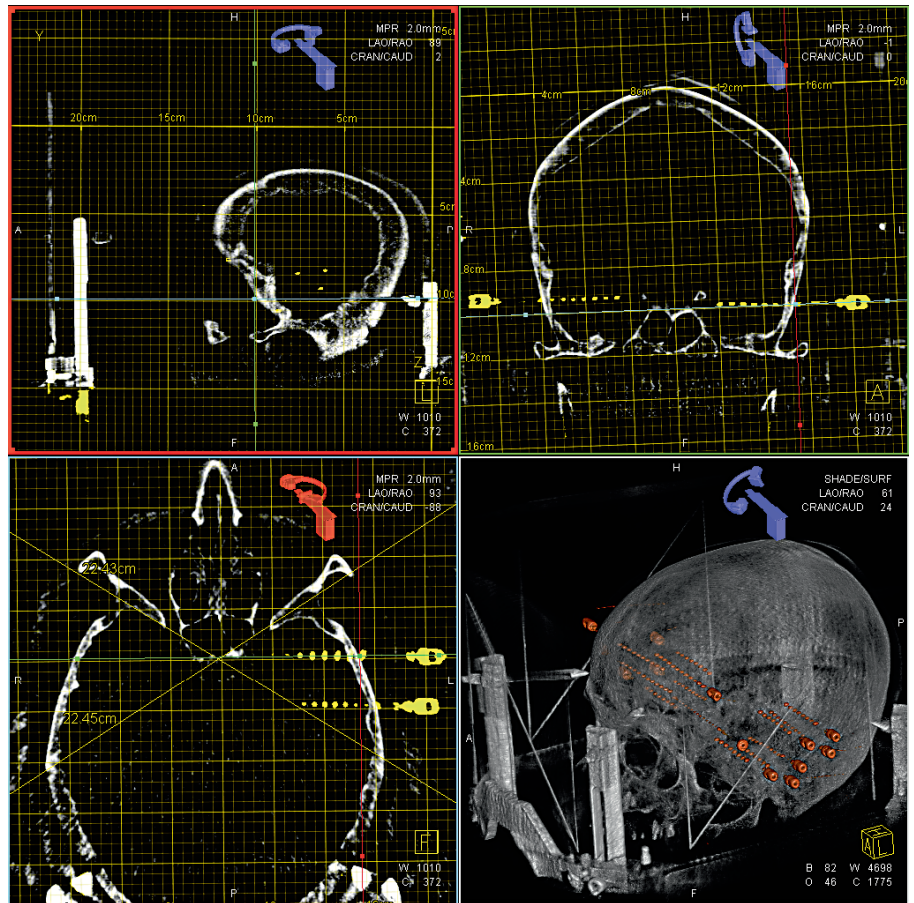 H
MPR 2.0mm
LAO/RAO 89
CRAN/CAUD 2
Y
5cm
20cm 15cm 10cm 5cm
5cm
A
10cm
Z
15cm
L
W 1010
C 372
F
H
MPR 2.0mm
LAO/RAO -1
CRAN/CAUD 0
4cm 8cm 12cm 16cm
4cm
R
L
8cm
12cm
A
W 1010
C 372
16cm
F
A
MPR 2.0mm
LAO/RAO 93
CRAN/CAUD -88
22.43cm
R
L
22.45cm
F
W 1010
C 372
P
H
SHADE/SURF
LAO/RAO 61
CRAN/CAUD 24
P
A
A L
B 82 W 4698
O 46 C 1775
F